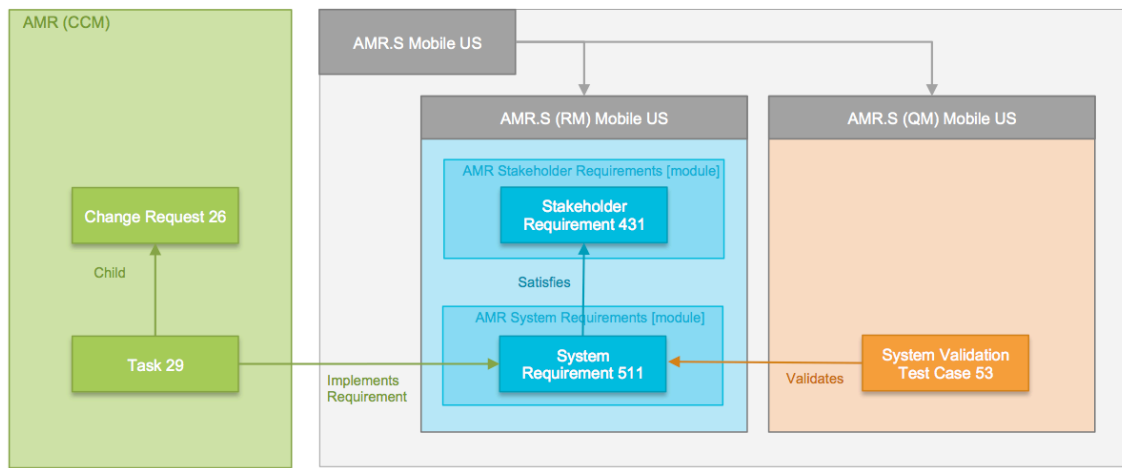 AMR (CCM)
AMR.S Mobile US
AMR.S (RM) Mobile US
AMR.S (QM) Mobile US
AMR Stakeholder Requirements [module]
Change Request 26
Stakeholder
Requirement 431
Child
Satisfies
AMR System Requirements [module]
Task 29
System
Requirement 511
System Validation
Test Case 53
Implements
Requirement
Validates